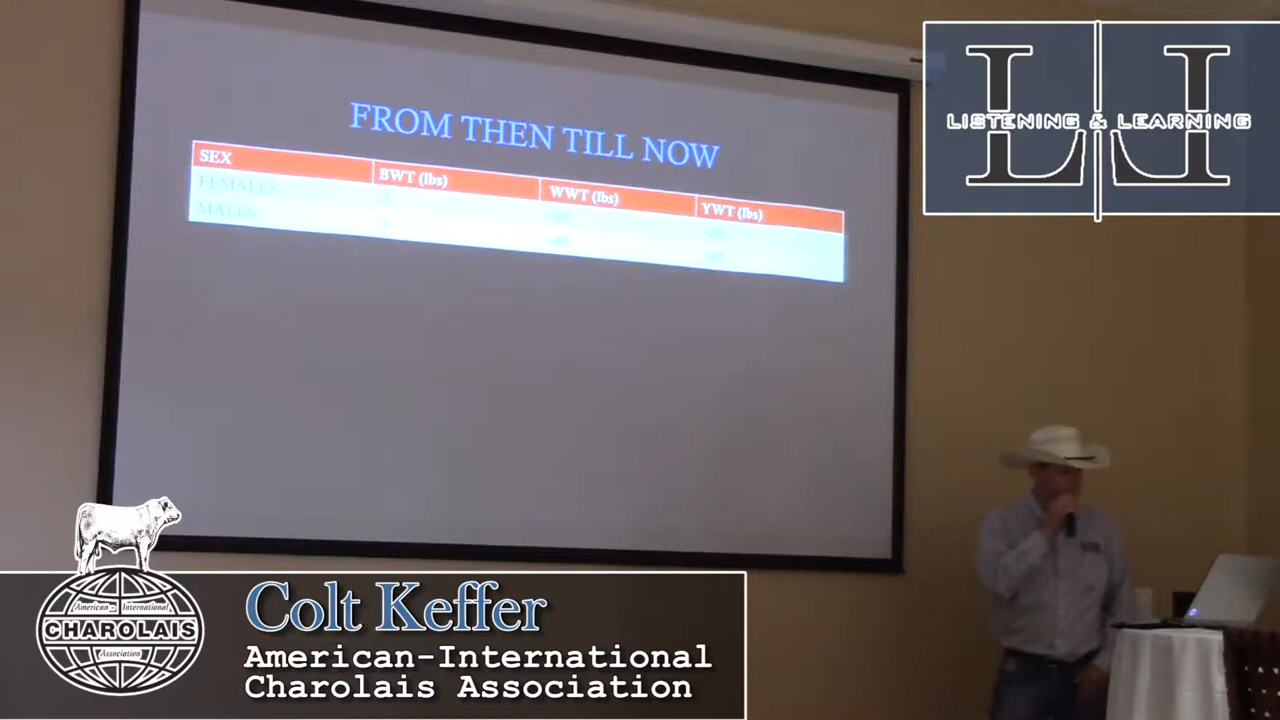 FROM THEN TILL NOW
SEX BWT (lbs) WWT (lbs) YWT (lbs)
FEMALES
MALES
LL
LISTENING & LEARNING
American - International
CHAROLAIS
Association
Colt Keffer
American-International
Charolais Association